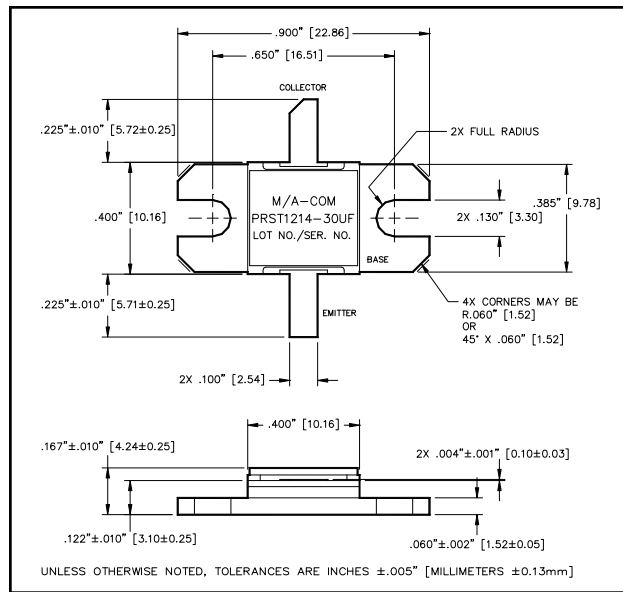 .900" [22.86]
.650" [16.51]
COLLECTOR
.225"±.010" [5.72±0.25]
2X FULL RADIUS
M/A-COM
PRST1214-30UF
LOT NO./SER. NO.
.400" [10.16]
2X .130" [3.30]
.385" [9.78]
BASE
.225"±.010" [5.71±0.25]
EMITTER
4X CORNERS MAY BE
R.060" [1.52]
OR
45° X .060" [1.52]
2X .100" [2.54]
.400" [10.16]
.167"±.010" [4.24±0.25]
2X .004"±.001" [0.10±0.03]
.122"±.010" [3.10±0.25]
.060"±.002" [1.52±0.05]
UNLESS OTHERWISE NOTED, TOLERANCES ARE INCHES ±.005" [MILLIMETERS ±0.13mm]